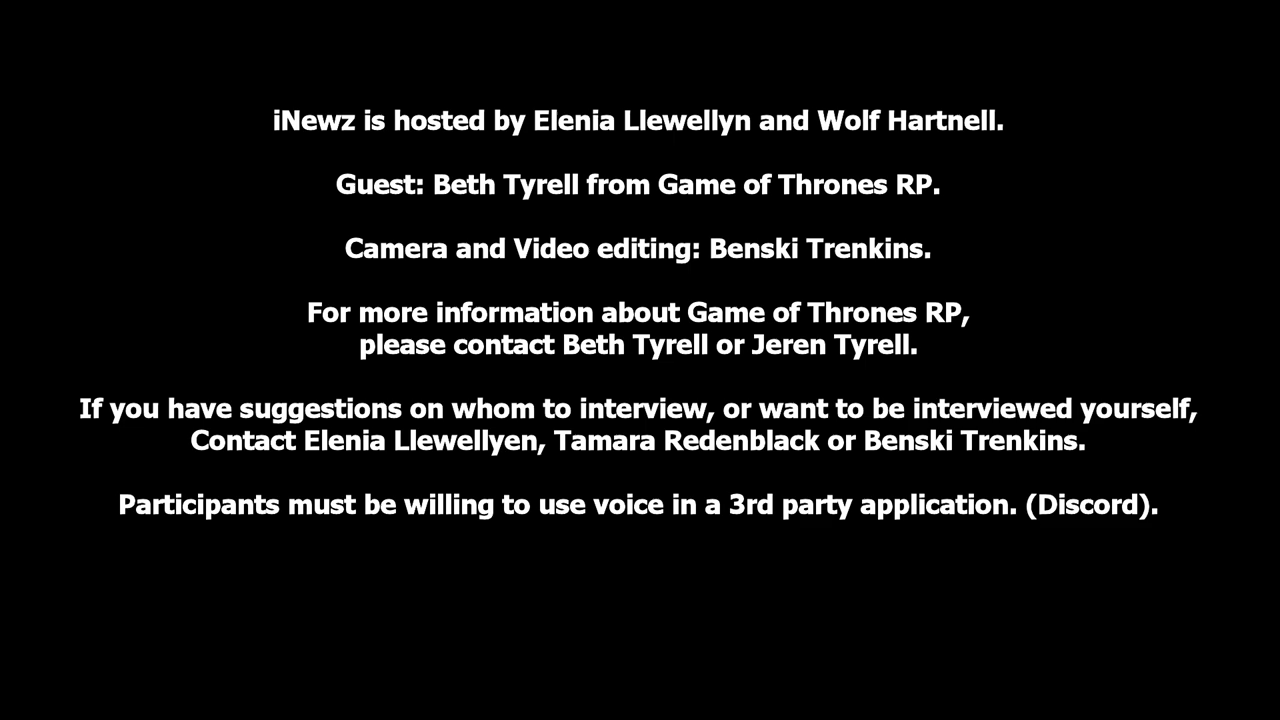 iNewz is hosted by Elenia Llewellyn and Wolf Hartnell.
Guest: Beth Tyrell from Game of Thrones RP.
Camera and Video editing: Benski Trenkins.
For more information about Game of Thrones RP,
please contact Beth Tyrell or Jeren Tyrell.
If you have suggestions on whom to interview, or want to be interviewed yourself,
Contact Elenia Llewellyen, Tamara Redenblack or Benski Trenkins.
Participants must be willing to use voice in a 3rd party application. (Discord).